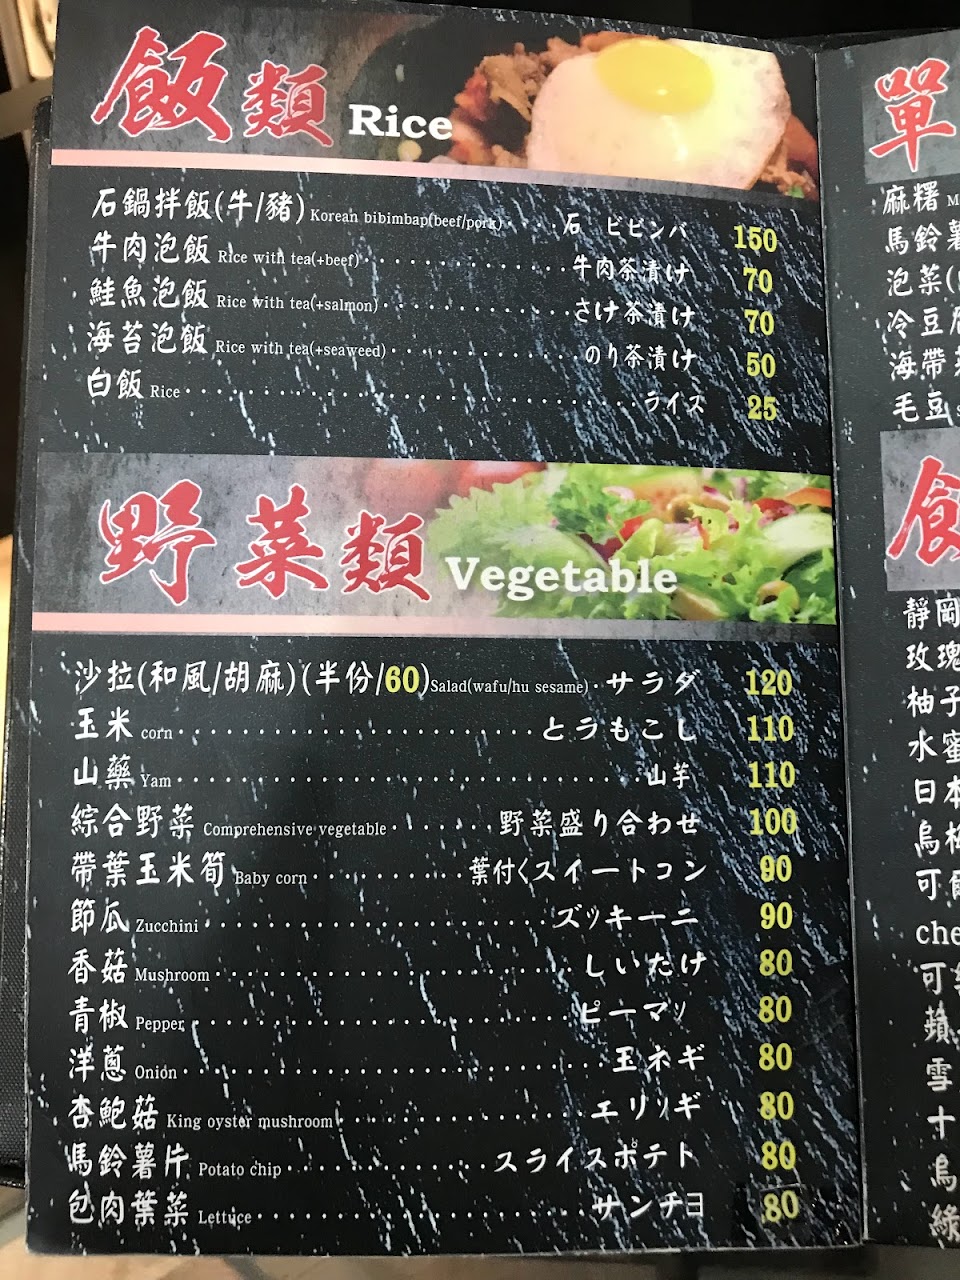 飯類 Rice
石鍋拌飯(牛/豬) Korean bibimbap(beef/pork)‥‥石 ビビンバ 150
牛肉泡飯 Rice with tea(+beef)‥‥牛肉茶漬け 70
鮭魚泡飯 Rice with tea(+salmon)‥‥さけ茶漬け 70
海苔泡飯 Rice with tea(+seaweed)‥‥のり茶漬け 50
白飯 Rice‥‥ライス 25
野菜類 Vegetable
沙拉(和風/胡麻)(半份/60) Salad(wafu/hu sesame)‥サラダ 120
玉米 corn‥‥とうもこし 110
山藥 Yam‥‥山芋 110
綜合野菜 Comprehensive vegetable‥‥野菜盛り合わせ 100
帶葉玉米筍 Baby corn‥‥葉付くスイートコン 90
節瓜 Zucchini‥‥ズッキーニ 90
香菇 Mushroom‥‥しいたけ 80
青椒 Pepper‥‥ピーマッ 80
洋蔥 Onion‥‥玉ネギ 80
杏鮑菇 King oyster mushroom‥‥エリッギ 80
馬鈴薯片 Potato chip‥‥スライスポテト 80
包肉葉菜 Lettuce‥‥サンチヨ 80
單
麻糬 M
馬鈴薯
泡菜(
冷豆腐
海帶
毛豆
飲
靜岡
玫瑰
柚子
水蜜
日本
烏梅
可爾
che
可
蘋
雪
十
烏
綠